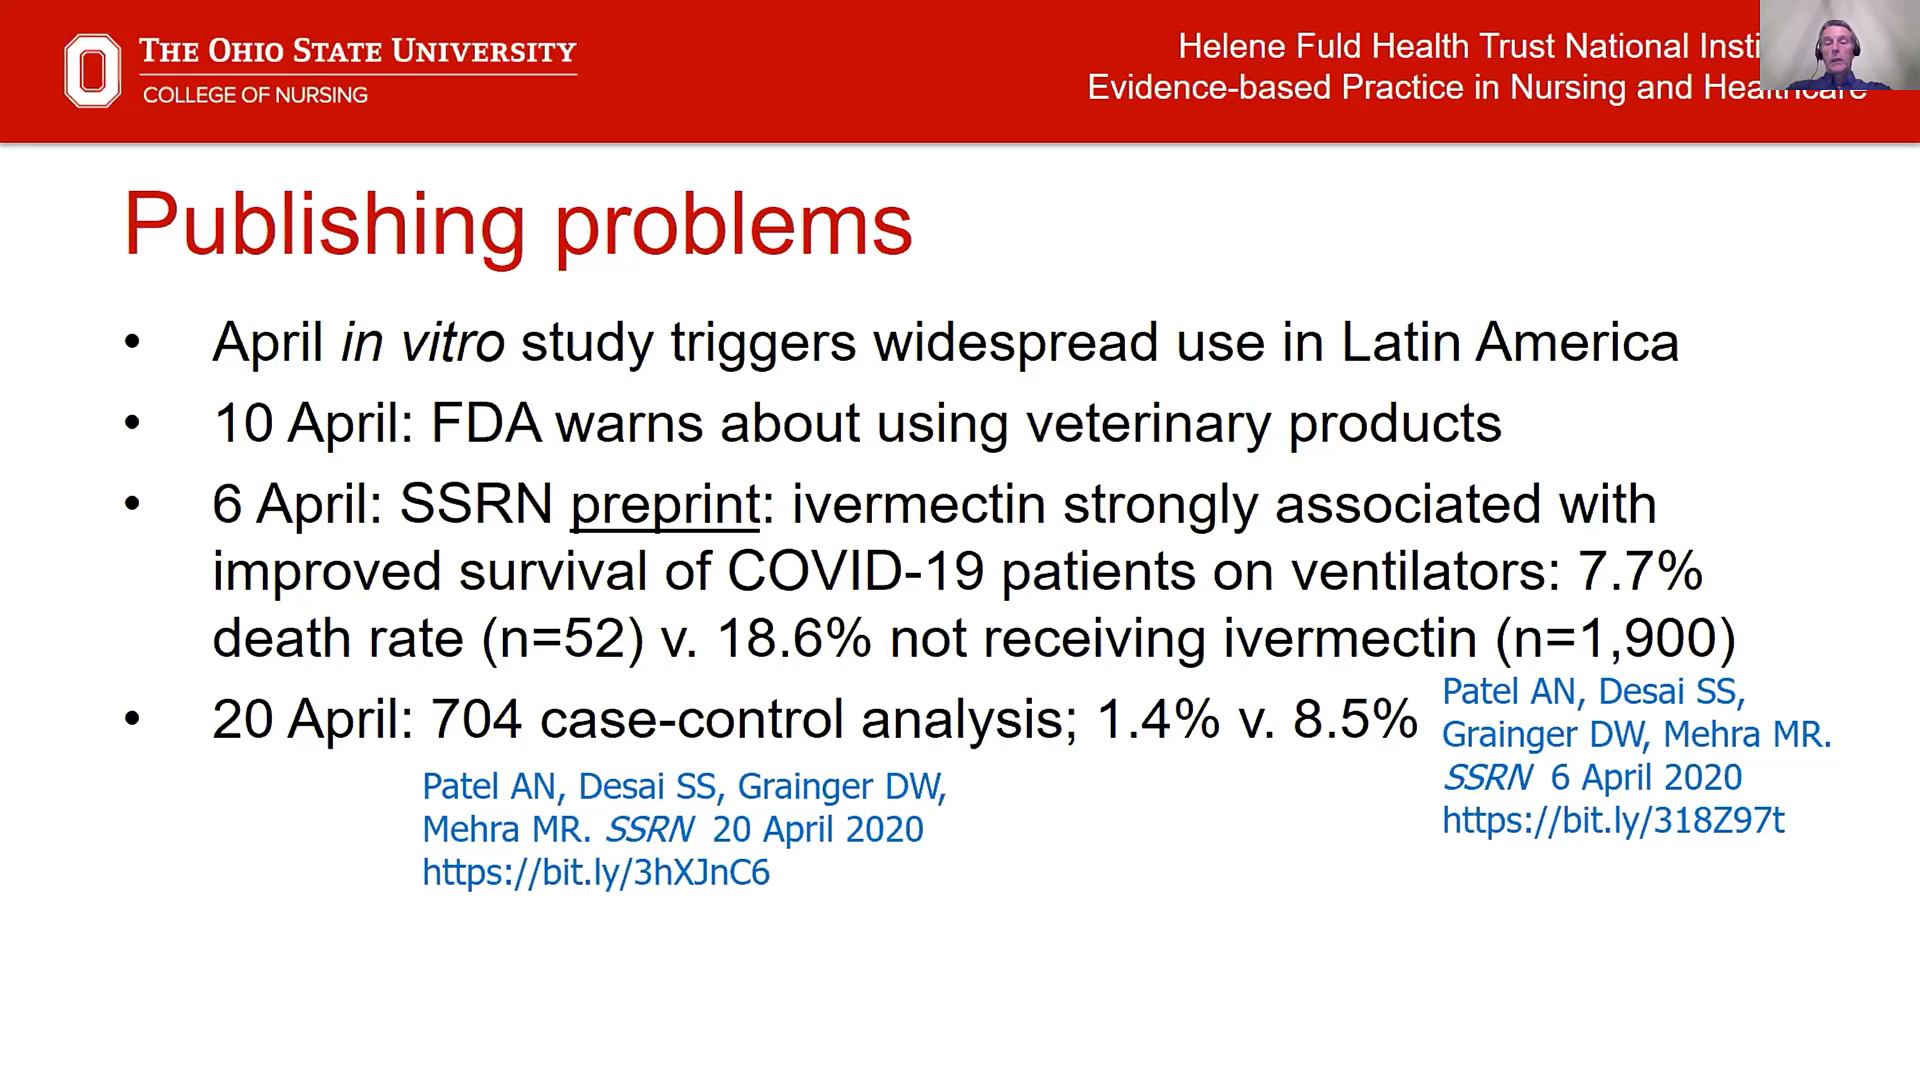 THE OHIO STATE UNIVERSITY
COLLEGE OF NURSING
Helene Fuld Health Trust National
Evidence-based Practice in Nursing and Healthcare
Publishing problems
• April in vitro study triggers widespread use in Latin America
• 10 April: FDA warns about using veterinary products
• 6 April: SSRN preprint: ivermectin strongly associated with
improved survival of COVID-19 patients on ventilators: 7.7%
death rate (n=52) v. 18.6% not receiving ivermectin (n=1,900)
• 20 April: 704 case-control analysis; 1.4% v. 8.5%
Patel AN, Desai SS,
Grainger DW, Mehra MR.
SSRN 6 April 2020
https://bit.ly/318Z97t
Patel AN, Desai SS, Grainger DW,
Mehra MR. SSRN 20 April 2020
https://bit.ly/3hXJnC6